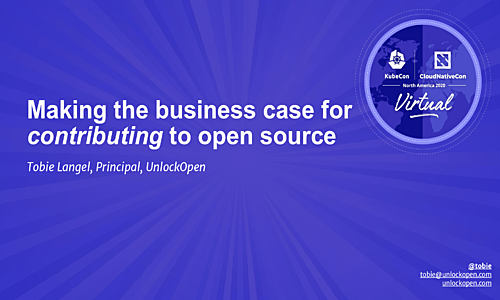 KubeCon
CloudNativeCon
North America 2020
Virtual
Making the business case for
contributing to open source
Tobie Langel, Principal, UnlockOpen
@tobie
tobie@unlockopen.com
unlockopen.com